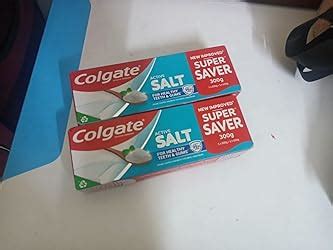 Colgate
ACTIVE
SALT
FOR HEALTHY
TEETH & GUMS
NEW IMPROVED*
SUPER
SAVER
300g
Colgate
ACTIVE
SALT
FOR HEALTHY
TEETH & GUMS
NEW IMPROVED*
SUPER
SAVER
300g